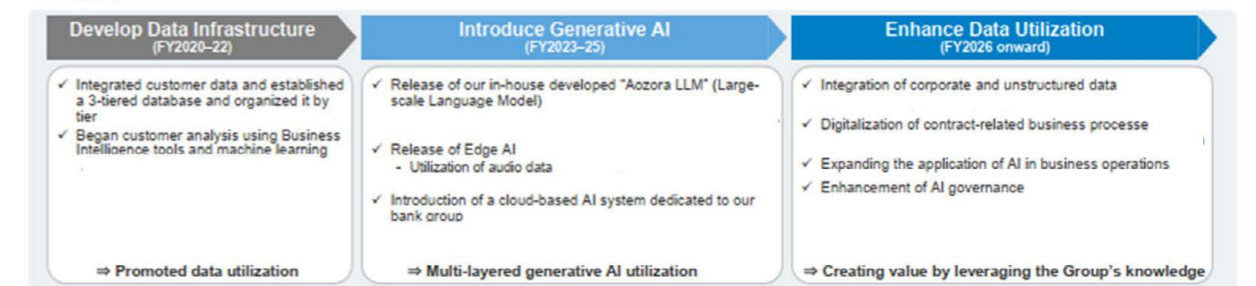 Develop Data Infrastructure
(FY2020–22)
✓ Integrated customer data and established
a 3-tiered database and organized it by
tier
✓ Began customer analysis using Business
Intelligence tools and machine learning
⇒ Promoted data utilization
Introduce Generative AI
(FY2023–25)
✓ Release of our in-house developed "Aozora LLM" (Large-
scale Language Model)
✓ Release of Edge AI
- Utilization of audio data
✓ Introduction of a cloud-based AI system dedicated to our
bank group
⇒ Multi-layered generative AI utilization
Enhance Data Utilization
(FY2026 onward)
✓ Integration of corporate and unstructured data
✓ Digitalization of contract-related business processe
✓ Expanding the application of AI in business operations
✓ Enhancement of AI governance
⇒ Creating value by leveraging the Group's knowledge